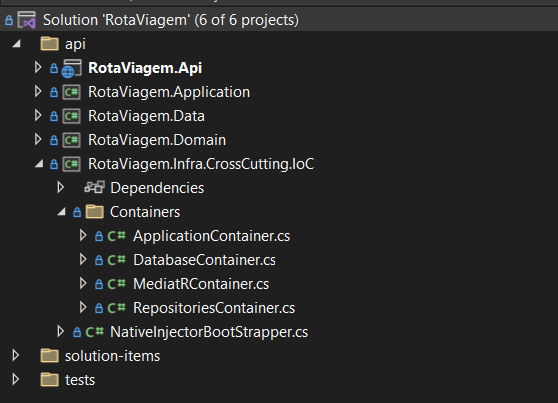 Solution 'RotaViagem' (6 of 6 projects)
api
RotaViagem.Api
C# RotaViagem.Application
C# RotaViagem.Data
C# RotaViagem.Domain
C# RotaViagem.Infra.CrossCutting.IoC
Dependencies
Containers
C# ApplicationContainer.cs
C# DatabaseContainer.cs
C# MediatRContainer.cs
C# RepositoriesContainer.cs
C# NativeInjectorBootStrapper.cs
solution-items
tests